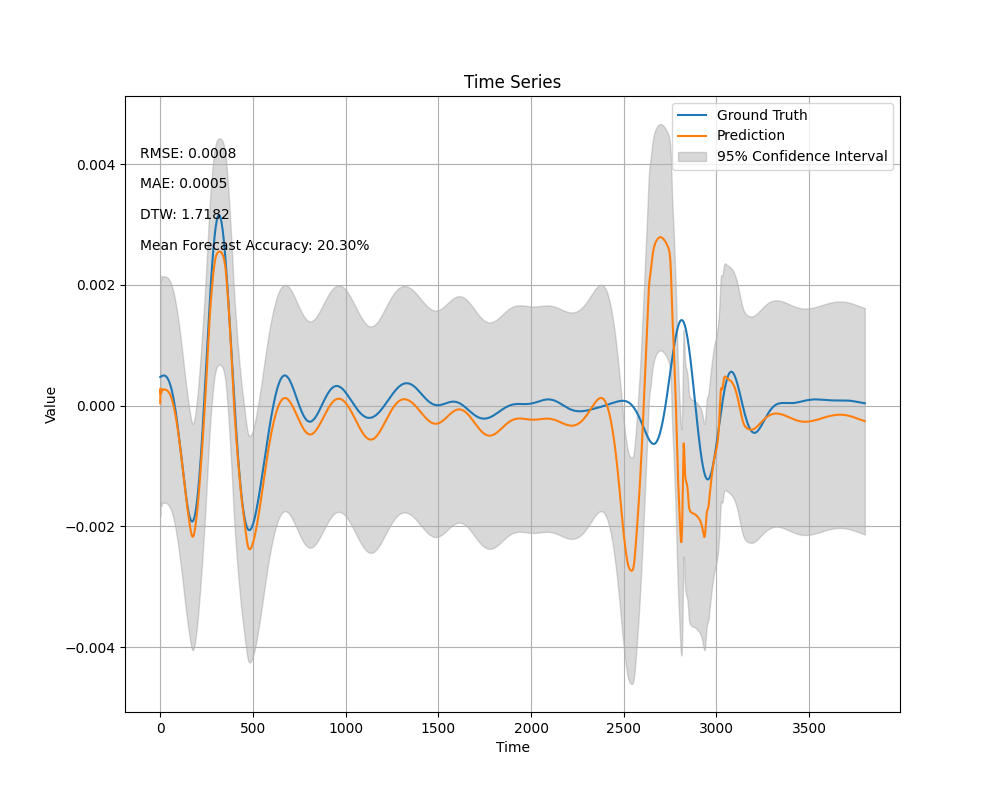 Time Series
Ground Truth
Prediction
95% Confidence Interval
RMSE: 0.0008
MAE: 0.0005
DTW: 1.7182
Mean Forecast Accuracy: 20.30%
0.004
0.002
0.000
−0.002
−0.004
Value
0 500 1000 1500 2000 2500 3000 3500
Time